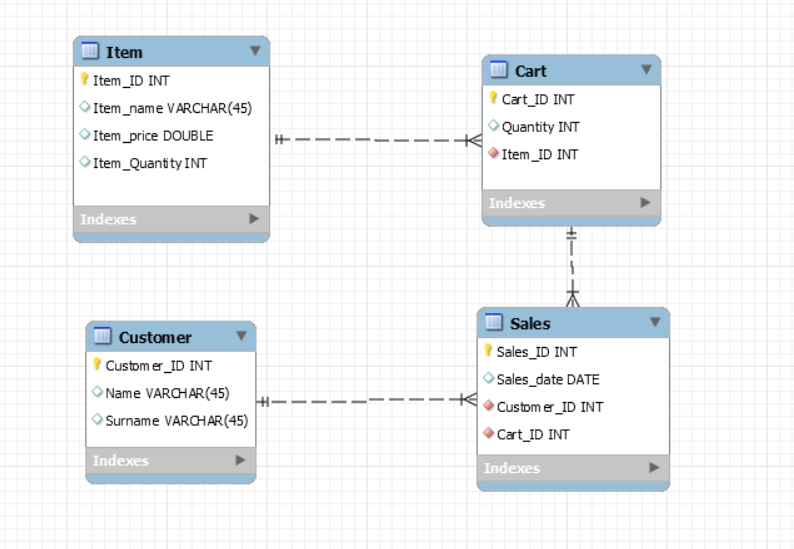 Item
Item_ID INT
Item_name VARCHAR(45)
Item_price DOUBLE
Item_Quantity INT
Indexes
Cart
Cart_ID INT
Quantity INT
Item_ID INT
Indexes
Customer
Customer_ID INT
Name VARCHAR(45)
Surname VARCHAR(45)
Indexes
Sales
Sales_ID INT
Sales_date DATE
Customer_ID INT
Cart_ID INT
Indexes